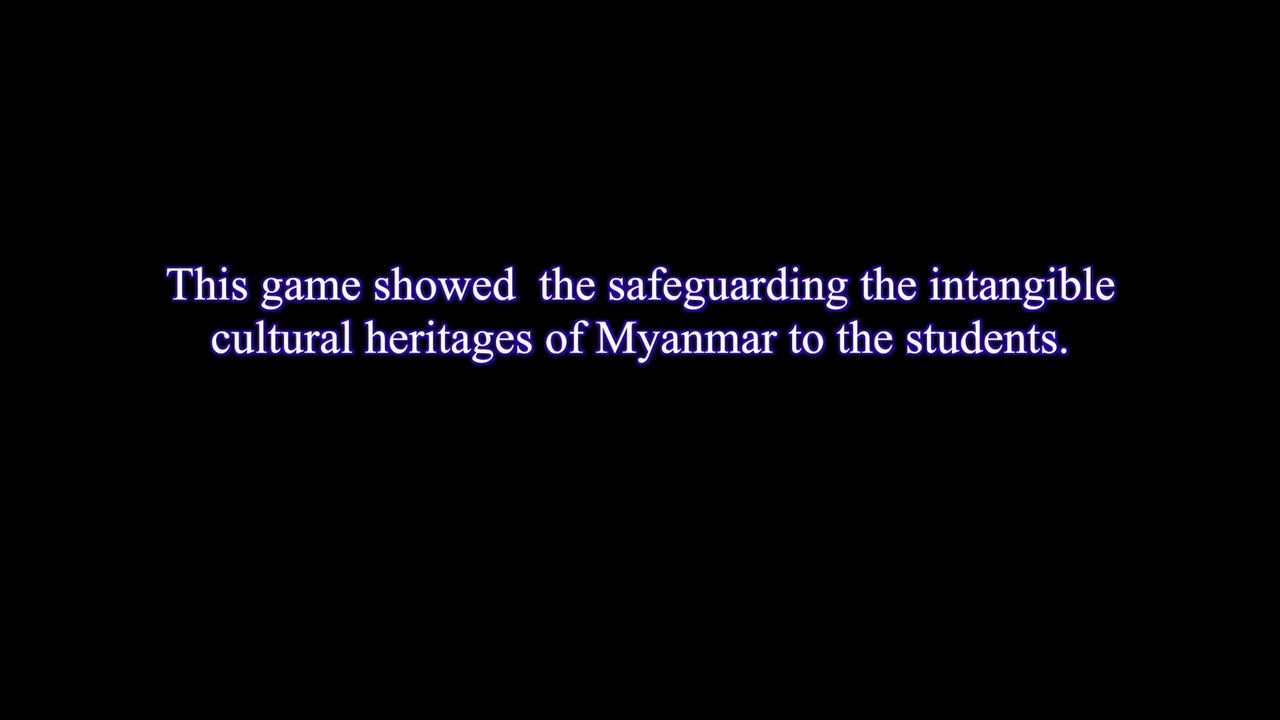 This game showed  the safeguarding the intangible
cultural heritages of Myanmar to the students.